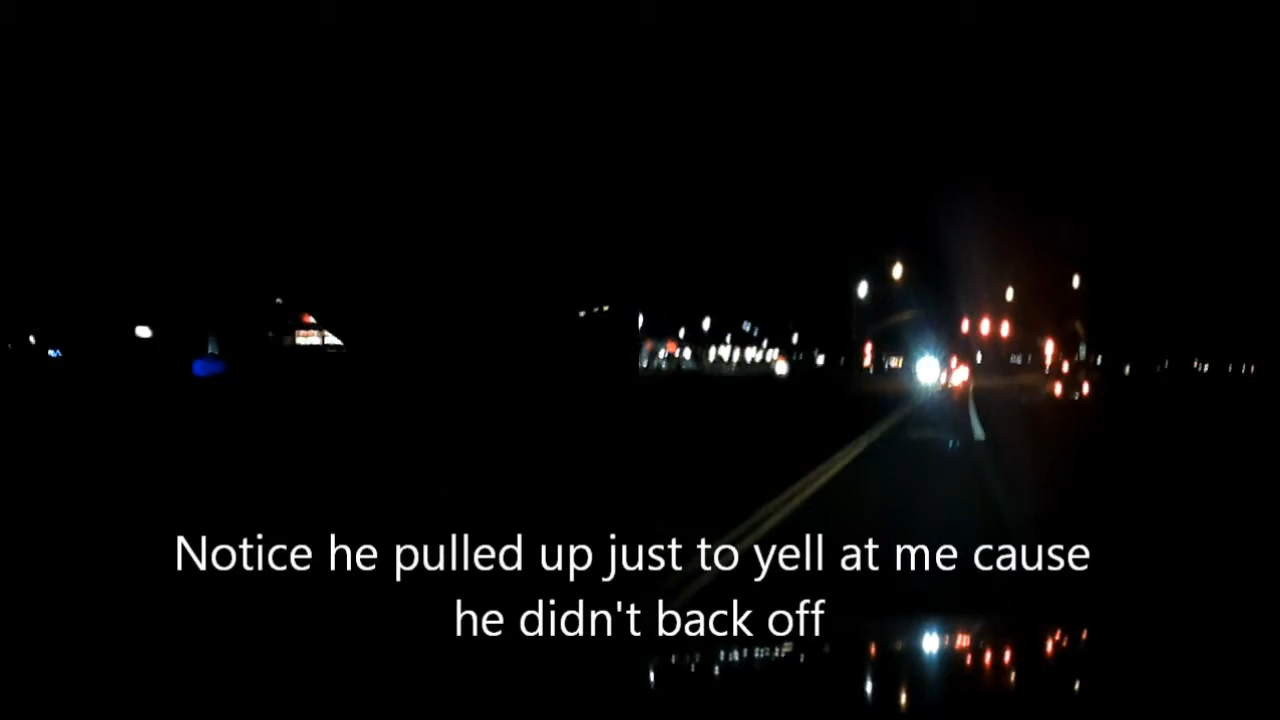 Notice he pulled up just to yell at me cause
he didn't back off